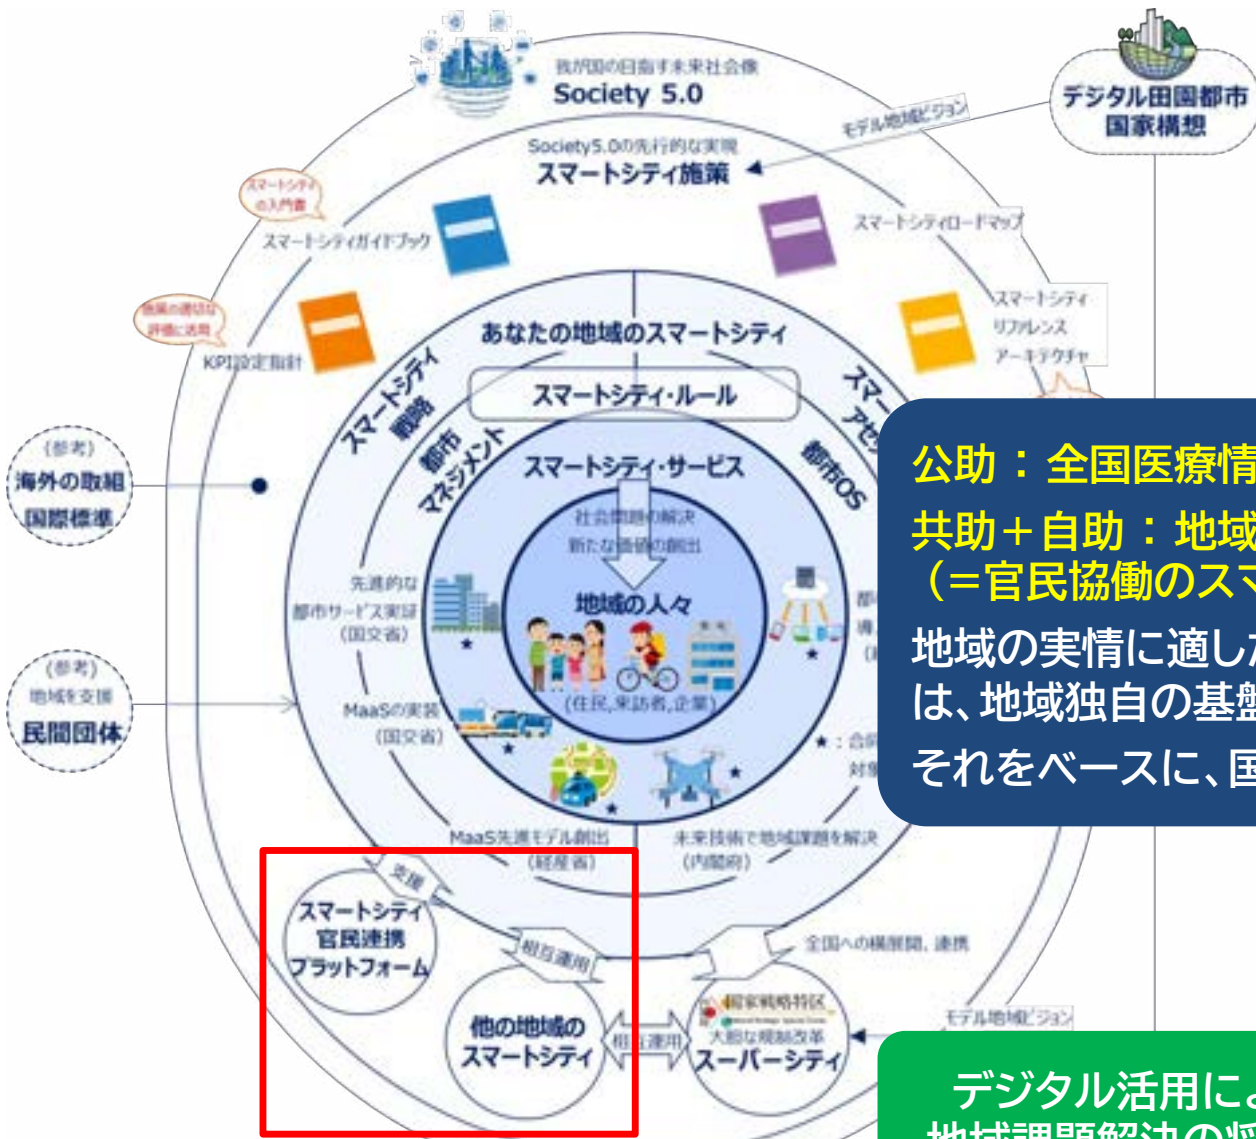 我が国の目指す未来社会像
Society 5.0
デジタル田園都市
国家構想
モデル地域ビジョン
Society5.0の先行的な実現
スマートシティ施策
スマートシティ
の入門書
スマートシティガイドブック
スマートシティロードマップ
施策の適切な
評価に活用
KPI設定指針
スマートシティ
リファレンス
アーキテクチャ
あなたの地域のスマートシティ
スマートシティ
戦略
スマー
アセッ
スマートシティ・ルール
都市
マネジメント
都市OS
スマートシティ・サービス
社会問題の解決
新たな価値の創出
地域の人々
(住民,来訪者,企業)
(参考)
海外の取組
国際標準
(参考)
地域を支援
民間団体
先進的な
都市サービス実証
(国交省)
MaaSの実装
(国交省)
MaaS先進モデル創出
(経産省)
未来技術で地域課題を解決
(内閣府)
都
導
★:合
対象
公助：全国医療情
共助＋自助：地域
（＝官民協働のスマ
地域の実情に適した
は、地域独自の基盤
それをベースに、国
支援
スマートシティ
官民連携
プラットフォーム
相互運用
他の地域の
スマートシティ
相互運用
全国への横展開、連携
国家戦略特区
大胆な規制改革
スーパーシティ
モデル地域ビジョン
デジタル活用によ
地域課題解決の将